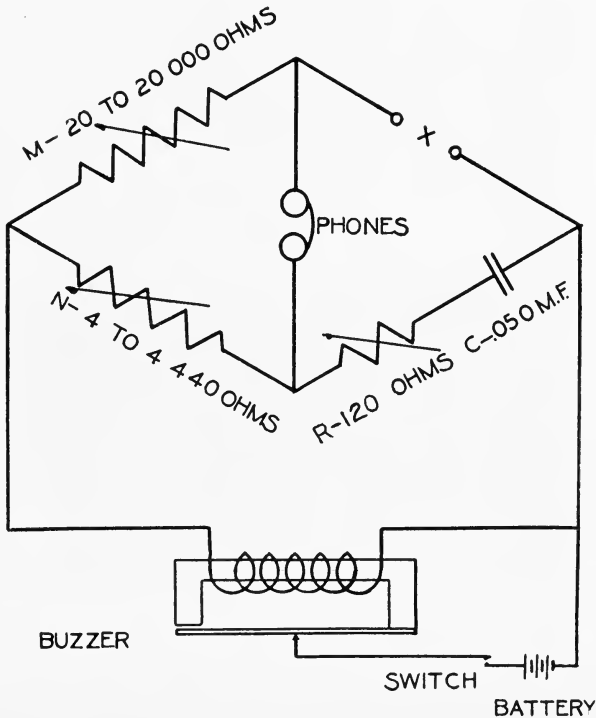 M-20 TO 20 000 OHMS
X
PHONES
N-4 TO 4 440 OHMS
R-120 OHMS
C-.050 M.F.
BUZZER
SWITCH
BATTERY